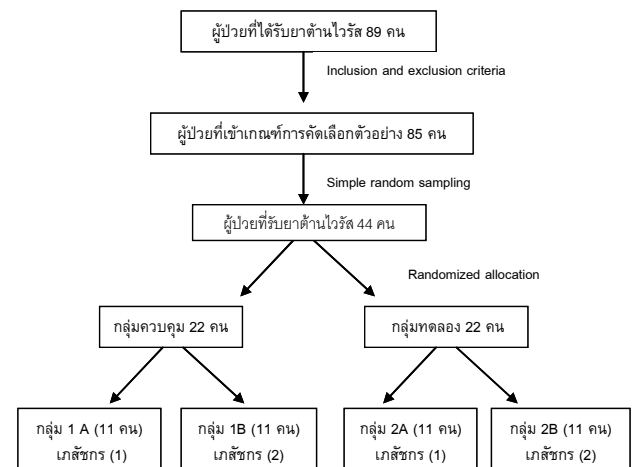 ผู้ป่วยที่ได้รับยาต้านไวรัส 89 คน
Inclusion and exclusion criteria
ผู้ป่วยที่เข้าเกณฑ์การคัดเลือกตัวอย่าง 85 คน
Simple random sampling
ผู้ป่วยที่รับยาต้านไวรัส 44 คน
Randomized allocation
กลุ่มควบคุม 22 คน
กลุ่มทดลอง 22 คน
กลุ่ม 1 A (11 คน)
เภสัชกร (1)
กลุ่ม 1B (11 คน)
เภสัชกร (2)
กลุ่ม 2A (11 คน)
เภสัชกร (1)
กลุ่ม 2B (11 คน)
เภสัชกร (2)